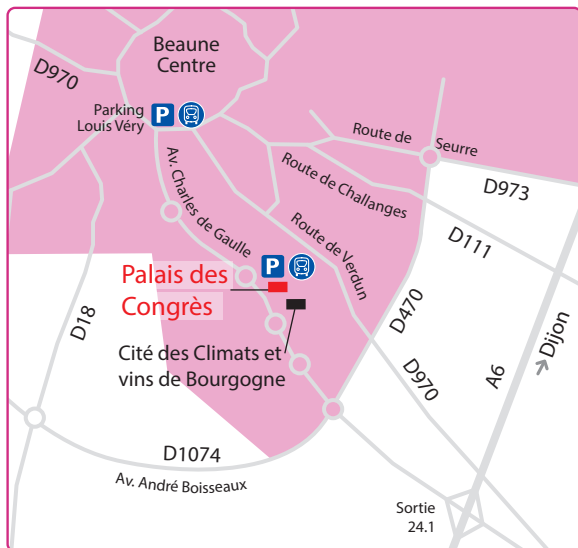 Beaune
Centre
D970
Parking
Louis Véry
P
Route de Seurre
D973
Av. Charles de Gaulle
Route de Challanges
D111
Route de Verdun
P
Palais des
Congrès
D18
D470
Cité des Climats et
vins de Bourgogne
D970
A6
Dijon
D1074
Av. André Boisseaux
Sortie
24.1